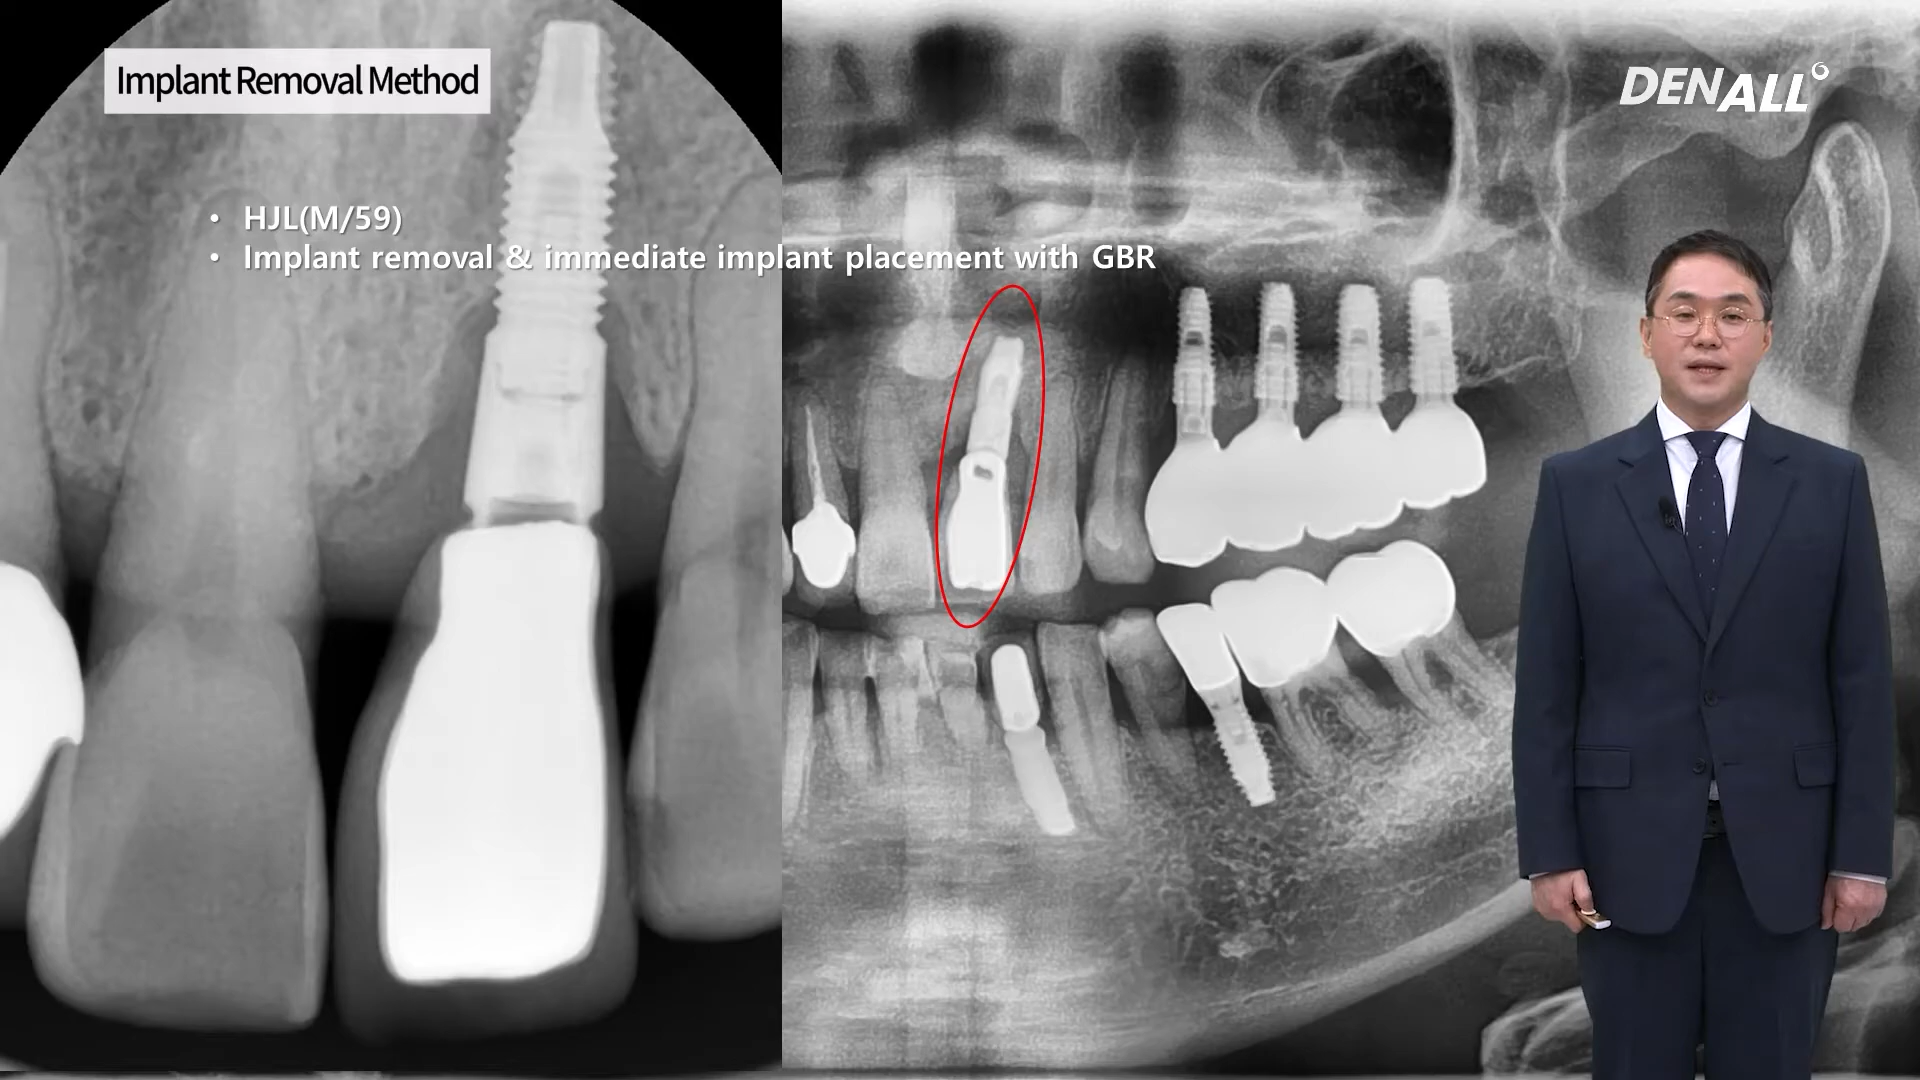 Implant Removal Method
DENALL
• HJL(M/59)
• Implant removal & immediate implant placement with GBR